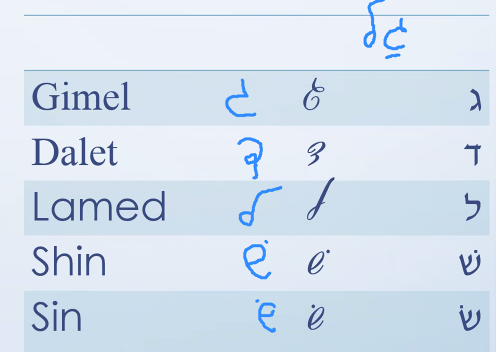 גַל
Gimel ג ג ג
Dalet ד ד ד
Lamed ל ל ל
Shin שׁ שׁ שׁ
Sin שׂ שׂ שׂ